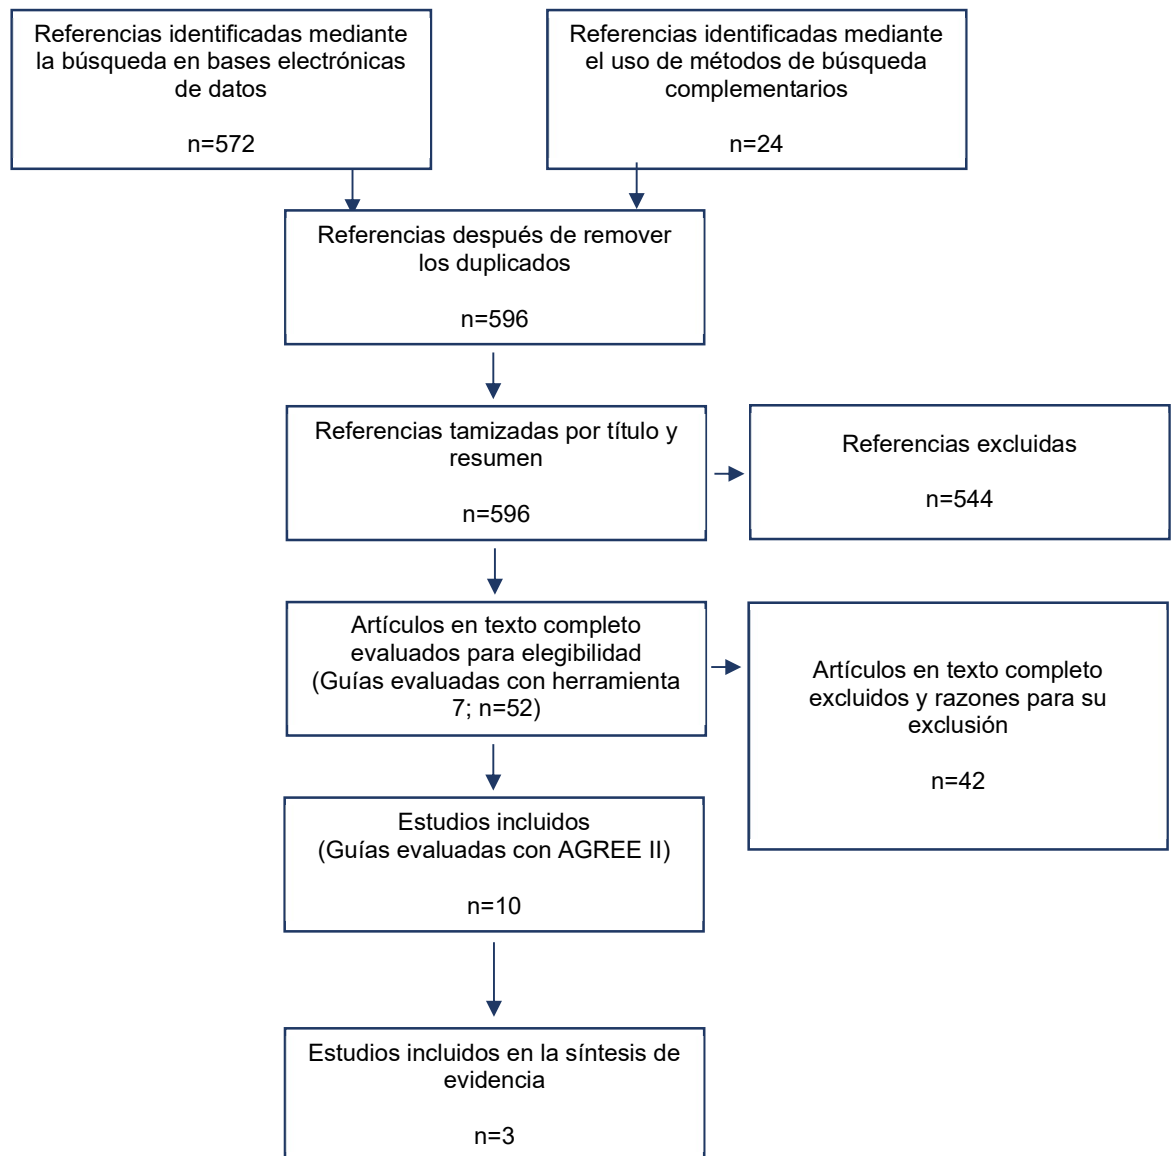 Referencias identificadas mediante
la búsqueda en bases electrónicas
de datos
n=572
Referencias identificadas mediante
el uso de métodos de búsqueda
complementarios
n=24
Referencias después de remover
los duplicados
n=596
Referencias tamizadas por título y
resumen
n=596
Referencias excluidas
n=544
Artículos en texto completo
evaluados para elegibilidad
(Guías evaluadas con herramienta
7; n=52)
Artículos en texto completo
excluidos y razones para su
exclusión
n=42
Estudios incluidos
(Guías evaluadas con AGREE II)
n=10
Estudios incluidos en la síntesis de
evidencia
n=3